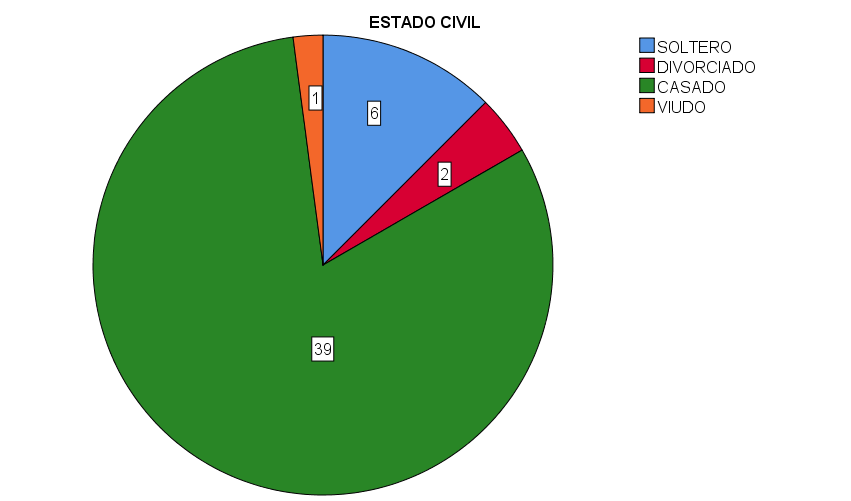 ESTADO CIVIL
SOLTERO
DIVORCIADO
CASADO
VIUDO
1
6
2
39